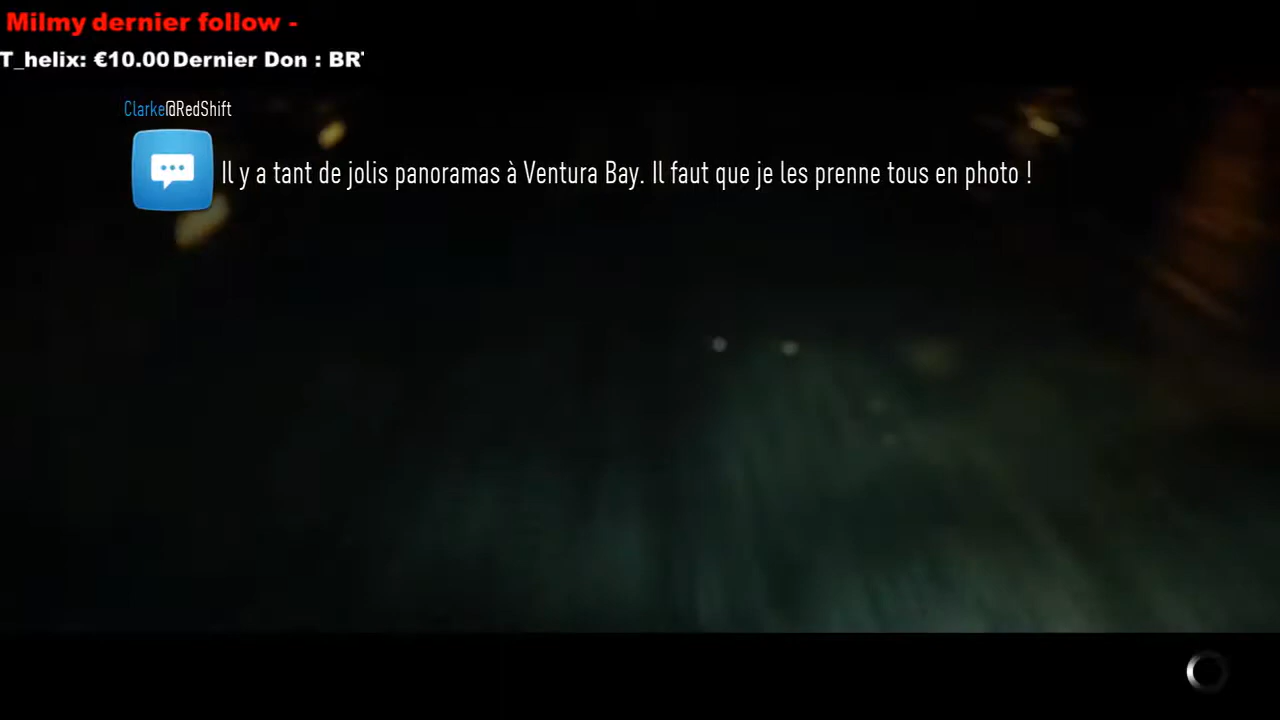 Milmy dernier follow -
T_helix: €10.00 Dernier Don : BR
Clarke@RedShift
Il y a tant de jolis panoramas à Ventura Bay. Il faut que je les prenne tous en photo !